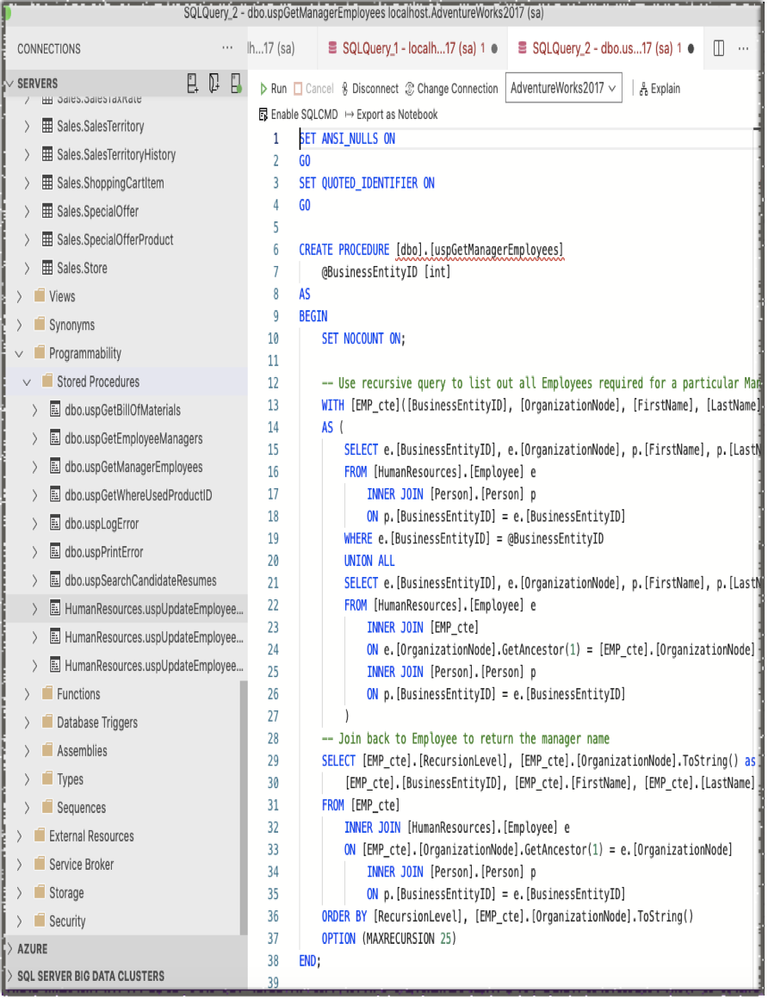 SQLQuery_2 - dbo.uspGetManagerEmployees localhost.AdventureWorks2017 (sa)
CONNECTIONS
SERVERS
Sales.SalesTaxRate
Sales.SalesTerritory
Sales.SalesTerritoryHistory
Sales.ShoppingCartItem
Sales.SpecialOffer
Sales.SpecialOfferProduct
Sales.Store
Views
Synonyms
Programmability
Stored Procedures
dbo.uspGetBillOfMaterials
dbo.uspGetEmployeeManagers
dbo.uspGetManagerEmployees
dbo.uspGetWhereUsedProductID
dbo.uspLogError
dbo.uspPrintError
dbo.uspSearchCandidateResumes
HumanResources.uspUpdateEmployee...
HumanResources.uspUpdateEmployee...
HumanResources.uspUpdateEmployee...
Functions
Database Triggers
Assemblies
Types
Sequences
External Resources
Service Broker
Storage
Security
AZURE
SQL SERVER BIG DATA CLUSTERS
h...17 (sa) SQLQuery_1 - localh...17 (sa) 1 ● SQLQuery_2 - dbo.us...17 (sa) 1 ●
Run Cancel Disconnect Change Connection AdventureWorks2017 Explain
Enable SQLCMD Export as Notebook
1 SET ANSI_NULLS ON
2 GO
3 SET QUOTED_IDENTIFIER ON
4 GO
5
6 CREATE PROCEDURE [dbo].[uspGetManagerEmployees]
7 @BusinessEntityID [int]
8 AS
9 BEGIN
10 SET NOCOUNT ON;
11
12 -- Use recursive query to list out all Employees required for a particular Man
13 WITH [EMP_cte]([BusinessEntityID], [OrganizationNode], [FirstName], [LastName]
14 AS (
15 SELECT e.[BusinessEntityID], e.[OrganizationNode], p.[FirstName], p.[LastN
16 FROM [HumanResources].[Employee] e
17 INNER JOIN [Person].[Person] p
18 ON p.[BusinessEntityID] = e.[BusinessEntityID]
19 WHERE e.[BusinessEntityID] = @BusinessEntityID
20 UNION ALL
21 SELECT e.[BusinessEntityID], e.[OrganizationNode], p.[FirstName], p.[LastN
22 FROM [HumanResources].[Employee] e
23 INNER JOIN [EMP_cte]
24 ON e.[OrganizationNode].GetAncestor(1) = [EMP_cte].[OrganizationNode]
25 INNER JOIN [Person].[Person] p
26 ON p.[BusinessEntityID] = e.[BusinessEntityID]
27 )
28 -- Join back to Employee to return the manager name
29 SELECT [EMP_cte].[RecursionLevel], [EMP_cte].[OrganizationNode].ToString() as
30 [EMP_cte].[BusinessEntityID], [EMP_cte].[FirstName], [EMP_cte].[LastName]
31 FROM [EMP_cte]
32 INNER JOIN [HumanResources].[Employee] e
33 ON [EMP_cte].[OrganizationNode].GetAncestor(1) = e.[OrganizationNode]
34 INNER JOIN [Person].[Person] p
35 ON p.[BusinessEntityID] = e.[BusinessEntityID]
36 ORDER BY [RecursionLevel], [EMP_cte].[OrganizationNode].ToString()
37 OPTION (MAXRECURSION 25)
38 END;
39